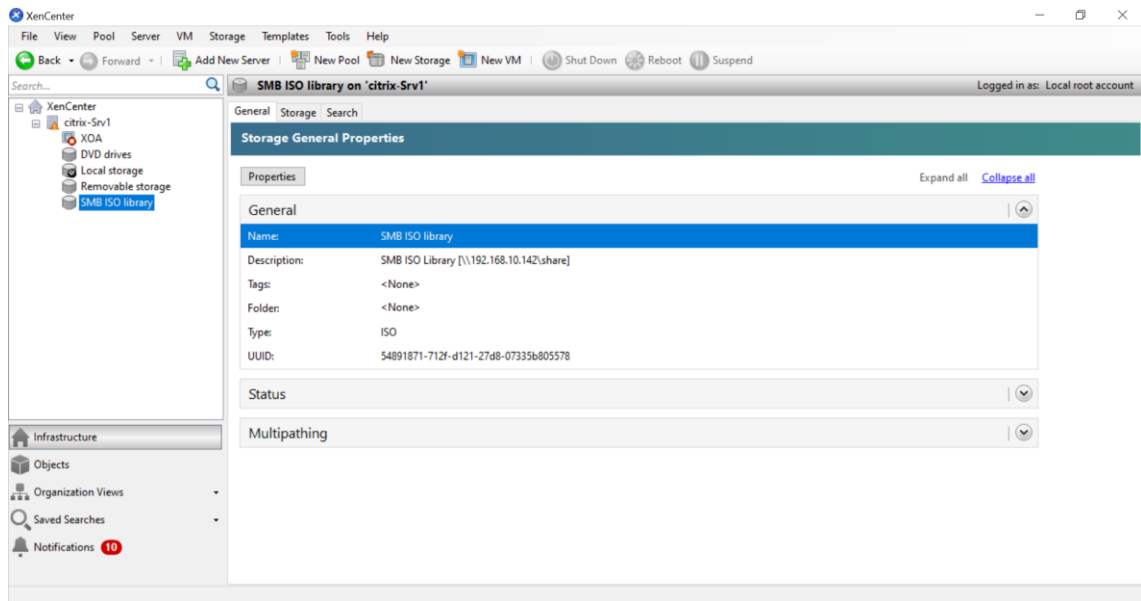 XenCenter
File View Pool Server VM Storage Templates Tools Help
Back Forward Add New Server New Pool New Storage New VM Shut Down Reboot Suspend
Search...
SMB ISO library on 'citrix-Srv1'
Logged in as: Local root account
XenCenter
citrix-Srv1
XOA
DVD drives
Local storage
Removable storage
SMB ISO library
General Storage Search
Storage General Properties
Properties
Expand all Collapse all
General
Name: SMB ISO library
Description: SMB ISO Library [\\192.168.10.142\share]
Tags: <None>
Folder: <None>
Type: ISO
UUID: 54891871-712f-d121-27d8-07335b805578
Status
Multipathing
Infrastructure
Objects
Organization Views
Saved Searches
Notifications 10